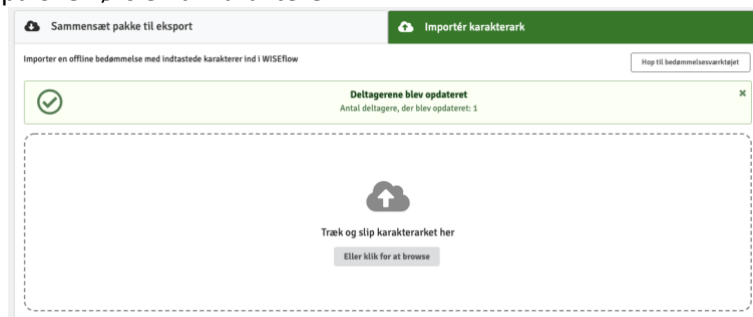 Sammensæt pakke til eksport
Importér karakterark
Importer en offline bedømmelse med indtastede karakterer ind i WISEflow
Hop til bedømmelsesværktøjet
Deltagerene blev opdateret
Antal deltagere, der blev opdateret: 1
Træk og slip karakterarket her
Eller klik for at browse